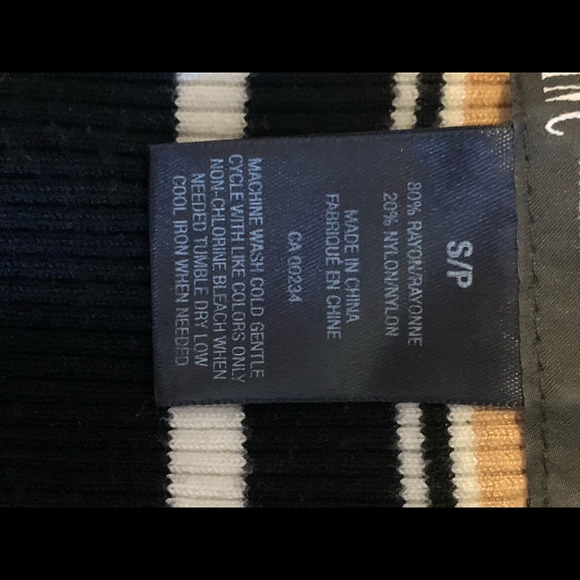 S/P
80% RAYON/RAYONNE
20% NYLON/NYLON
MADE IN CHINA
FABRIQUÉ EN CHINE
CA 00234
MACHINE WASH COLD GENTLE
CYCLE WITH LIKE COLORS ONLY
NON-CHLORINE BLEACH WHEN
NEEDED TUMBLE DRY LOW
COOL IRON WHEN NEEDED